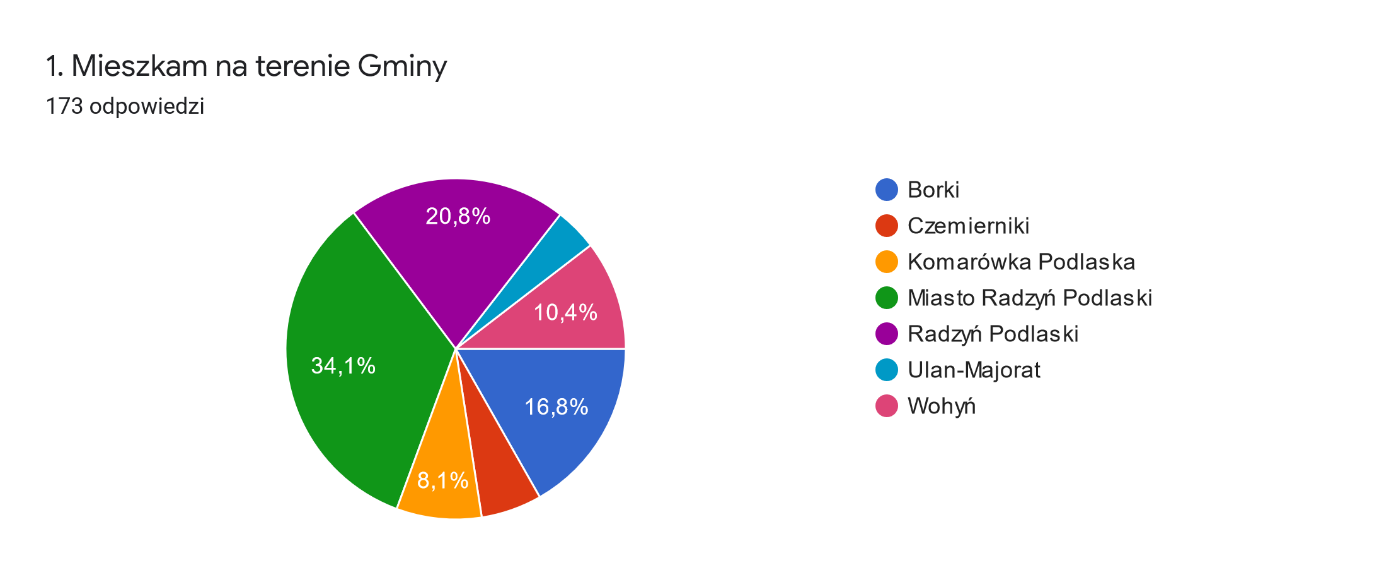 1. Mieszkam na terenie Gminy
173 odpowiedzi
20,8%
10,4%
34,1%
16,8%
8,1%
Borki
Czemierniki
Komarówka Podlaska
Miasto Radzyń Podlaski
Radzyń Podlaski
Ulan-Majorat
Wohyń